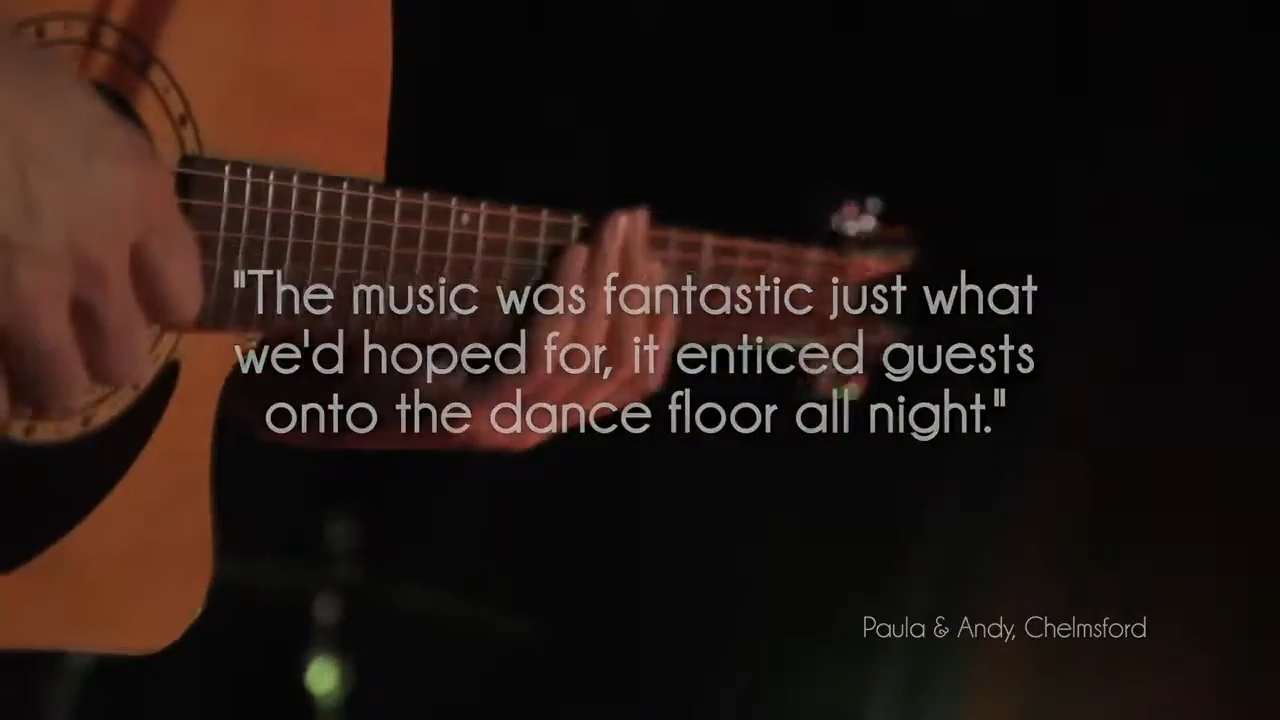 "The music was fantastic just what
we'd hoped for, it enticed guests
onto the dance floor all night."
Paula & Andy, Chelmsford